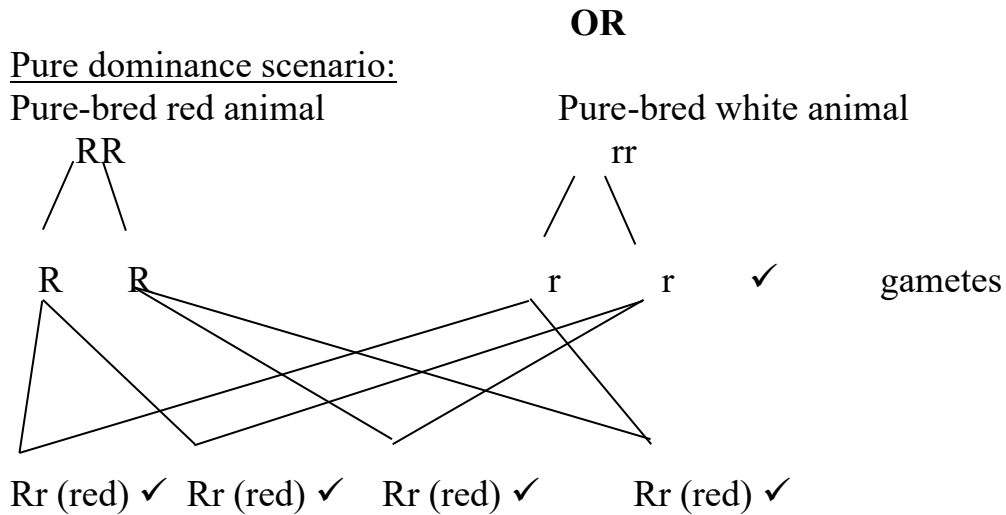 OR
Pure dominance scenario:
Pure-bred red animal Pure-bred white animal
RR rr
R R r r ✓ gametes
Rr (red) ✓ Rr (red) ✓ Rr (red) ✓ Rr (red) ✓